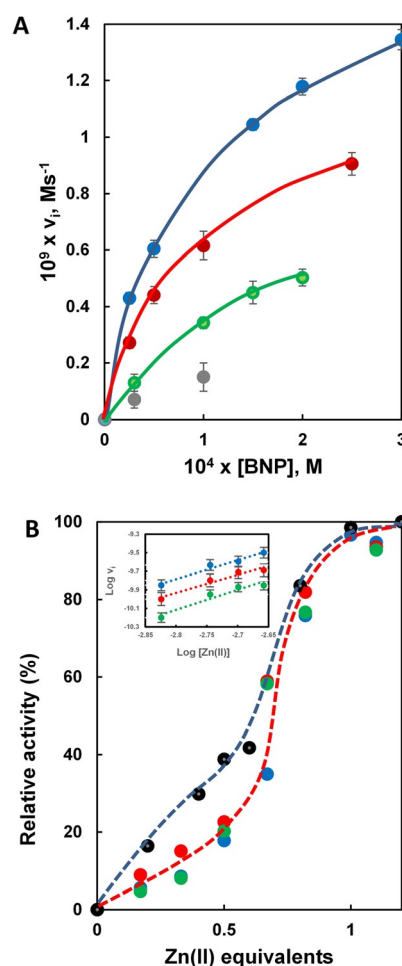 A
10⁹ x vᵢ, Ms⁻¹
1.4
1.2
1
0.8
0.6
0.4
0.2
0
0 1 2 3
10⁴ x [BNP], M
B
Relative activity (%)
100
80
60
40
20
0
Log vᵢ
-9.3
-9.5
-9.7
-9.9
-10.1
-10.3
-2.85 -2.8 -2.75 -2.7 -2.65
Log [Zn(II)]
0 0.5 1
Zn(II) equivalents